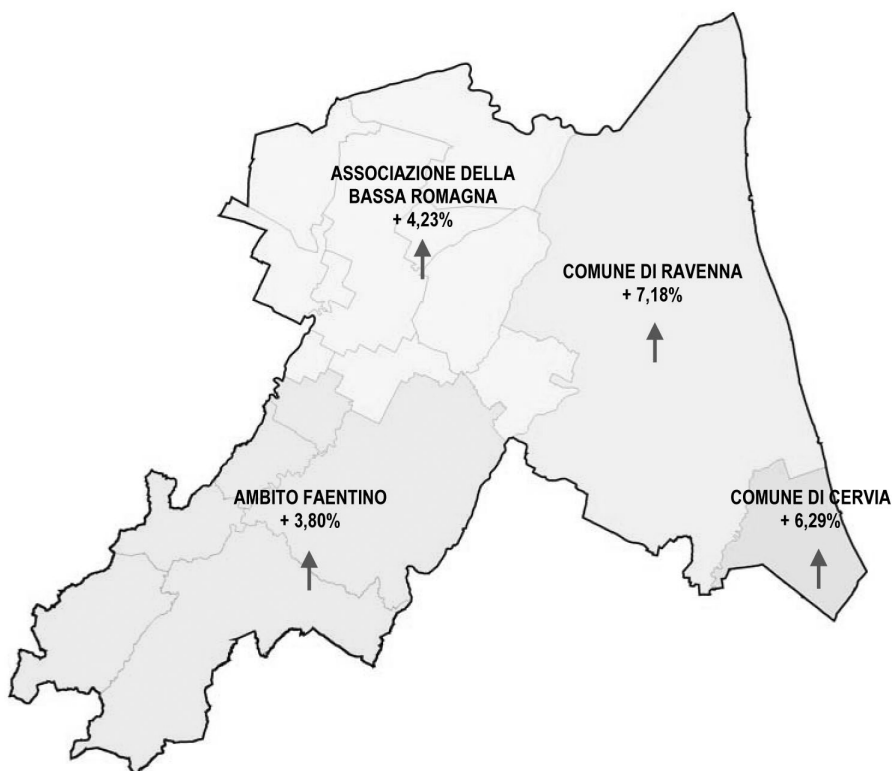 ASSOCIAZIONE DELLA
BASSA ROMAGNA
+ 4,23%
COMUNE DI RAVENNA
+ 7,18%
AMBITO FAENTINO
+ 3,80%
COMUNE DI CERVIA
+ 6,29%